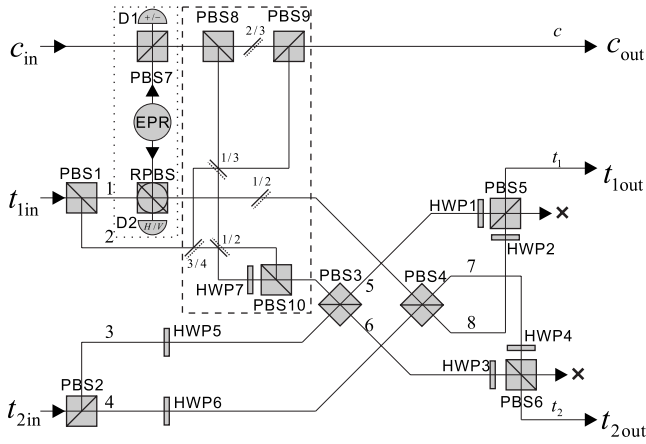 D1
+/−
PBS8
PBS9
c_in
2/3
c
c_out
PBS7
EPR
1/3
PBS1
1
RPBS
1/2
t_1
t_1in
PBS5
t_1out
HWP1
×
D2
H/V
2
1/2
HWP2
3/4
HWP7
PBS10
PBS3
5
PBS4
7
6
8
3
HWP5
HWP4
HWP3
×
PBS2
4
HWP6
PBS6
t_2in
t_2
t_2out